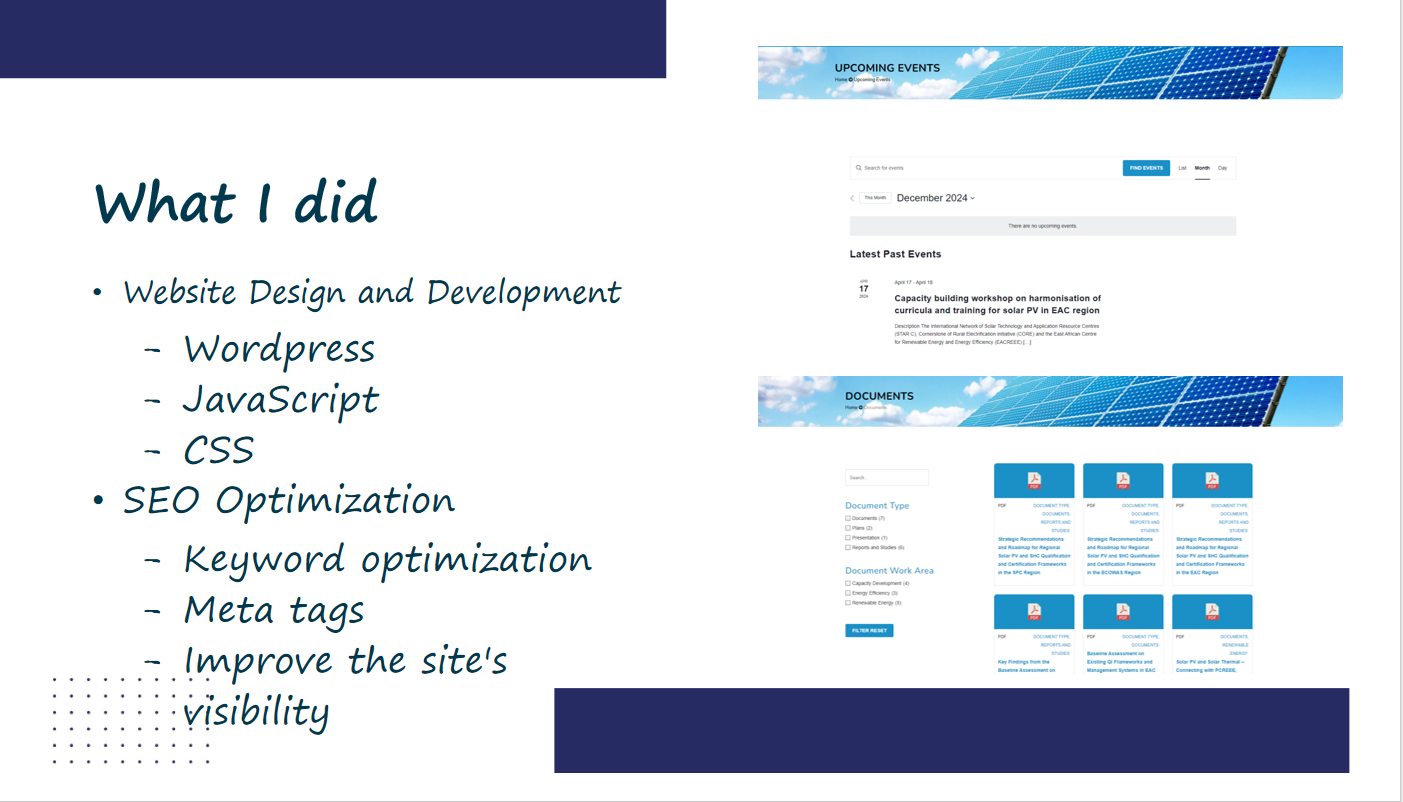 What I did
• Website Design and Development
– Wordpress
– JavaScript
– CSS
• SEO Optimization
– Keyword optimization
– Meta tags
– Improve the site's
visibility
UPCOMING EVENTS
Home Upcoming Events
Search for events
FIND EVENTS
List Month Day
This Month
December 2024
There are no upcoming events.
Latest Past Events
APR
17
2024
April 17 - April 18
Capacity building workshop on harmonisation of
curricula and training for solar PV in EAC region
Description The International Network of Solar Technology and Application Resource Centres
(STAR C), Cornerstone of Rural Electrification Initiative (CORE) and the East African Centre
for Renewable Energy and Energy Efficiency (EACREEE) [...]
DOCUMENTS
Home Documents
Search..
Document Type
Documents (7)
Plans (2)
Presentation (1)
Reports and Studies (6)
Document Work Area
Capacity Development (4)
Energy Efficiency (3)
Renewable Energy (5)
FILTER RESET
PDF
PDF
DOCUMENT TYPE,
DOCUMENTS,
REPORTS AND
STUDIES
Strategic Recommendations
and Roadmap for Regional
Solar PV and SHC Qualification
and Certification Frameworks
in the SPC Region
PDF
PDF
DOCUMENT TYPE,
DOCUMENTS,
REPORTS AND
STUDIES
Strategic Recommendations
and Roadmap for Regional
Solar PV and SHC Qualification
and Certification Frameworks
in the ECOWAS Region
PDF
PDF
DOCUMENT TYPE,
DOCUMENTS,
REPORTS AND
STUDIES
Strategic Recommendations
and Roadmap for Regional
Solar PV and SHC Qualification
and Certification Frameworks
in the EAC Region
PDF
PDF
DOCUMENT TYPE,
DOCUMENTS,
REPORTS AND
STUDIES
Key Findings from the
Baseline Assessment on
PDF
PDF
DOCUMENT TYPE,
DOCUMENTS
Baseline Assessment on
Existing QI Frameworks and
Management Systems in EAC
PDF
PDF
DOCUMENTS,
RENEWABLE
ENERGY
Solar PV and Solar Thermal –
Connecting with PCREEE,